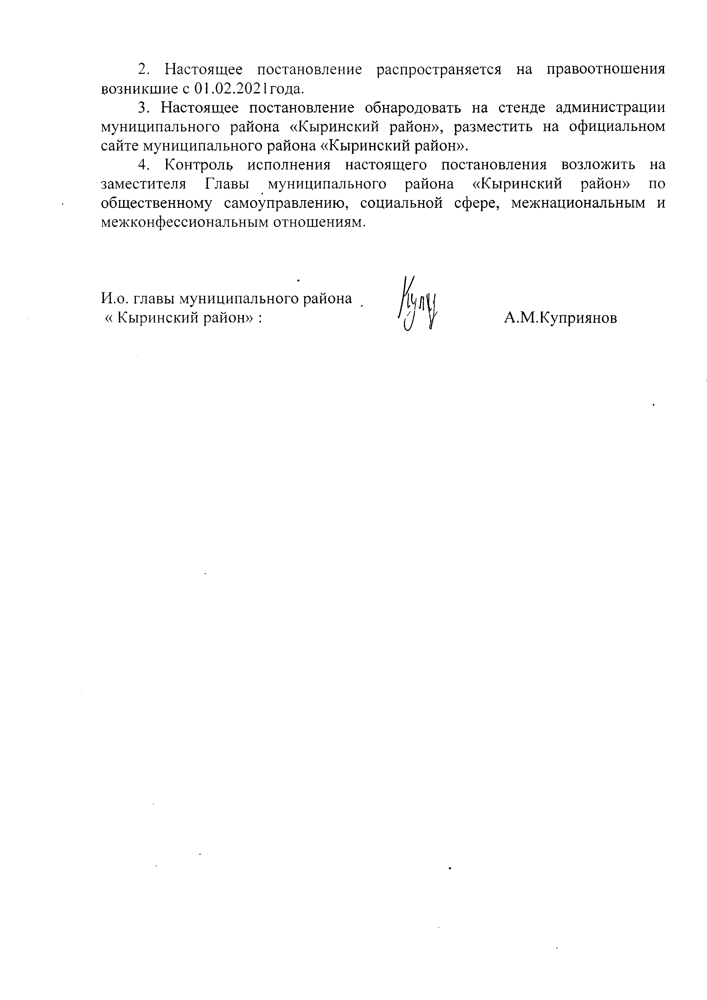 2. Настоящее постановление распространяется на правоотношения
возникшие с 01.02.2021года.
3. Настоящее постановление обнародовать на стенде администрации
муниципального района «Кыринский район», разместить на официальном
сайте муниципального района «Кыринский район».
4. Контроль исполнения настоящего постановления возложить на
заместителя Главы муниципального района «Кыринский район» по
общественному самоуправлению, социальной сфере, межнациональным и
межконфессиональным отношениям.
И.о. главы муниципального района
« Кыринский район» :
А.М.Куприянов